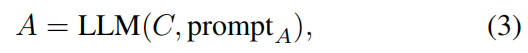 A = LLM(C, prompt_A), (3)